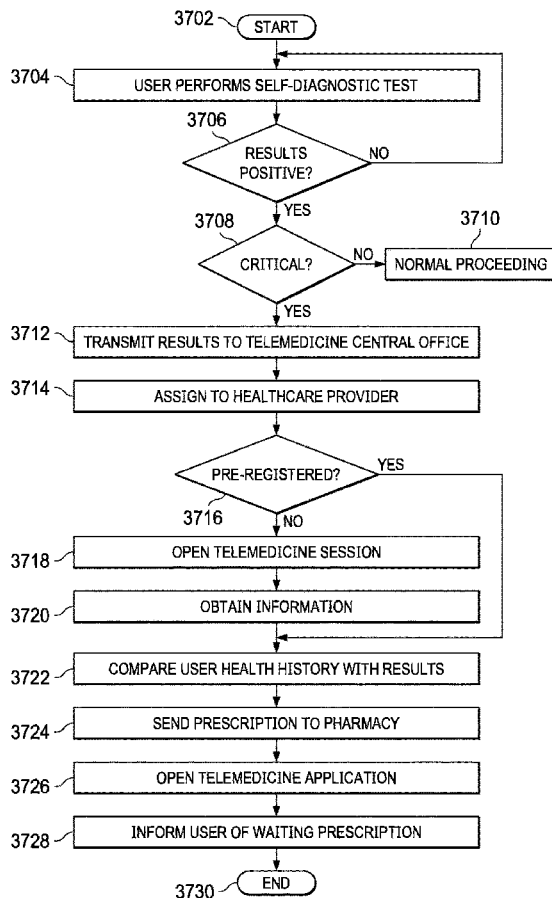 3702
START
3704
USER PERFORMS SELF-DIAGNOSTIC TEST
3706
RESULTS
POSITIVE?
NO
YES
3708
CRITICAL?
NO
3710
NORMAL PROCEEDING
YES
3712
TRANSMIT RESULTS TO TELEMEDICINE CENTRAL OFFICE
3714
ASSIGN TO HEALTHCARE PROVIDER
PRE-REGISTERED?
YES
3716
NO
3718
OPEN TELEMEDICINE SESSION
3720
OBTAIN INFORMATION
3722
COMPARE USER HEALTH HISTORY WITH RESULTS
3724
SEND PRESCRIPTION TO PHARMACY
3726
OPEN TELEMEDICINE APPLICATION
3728
INFORM USER OF WAITING PRESCRIPTION
3730
END